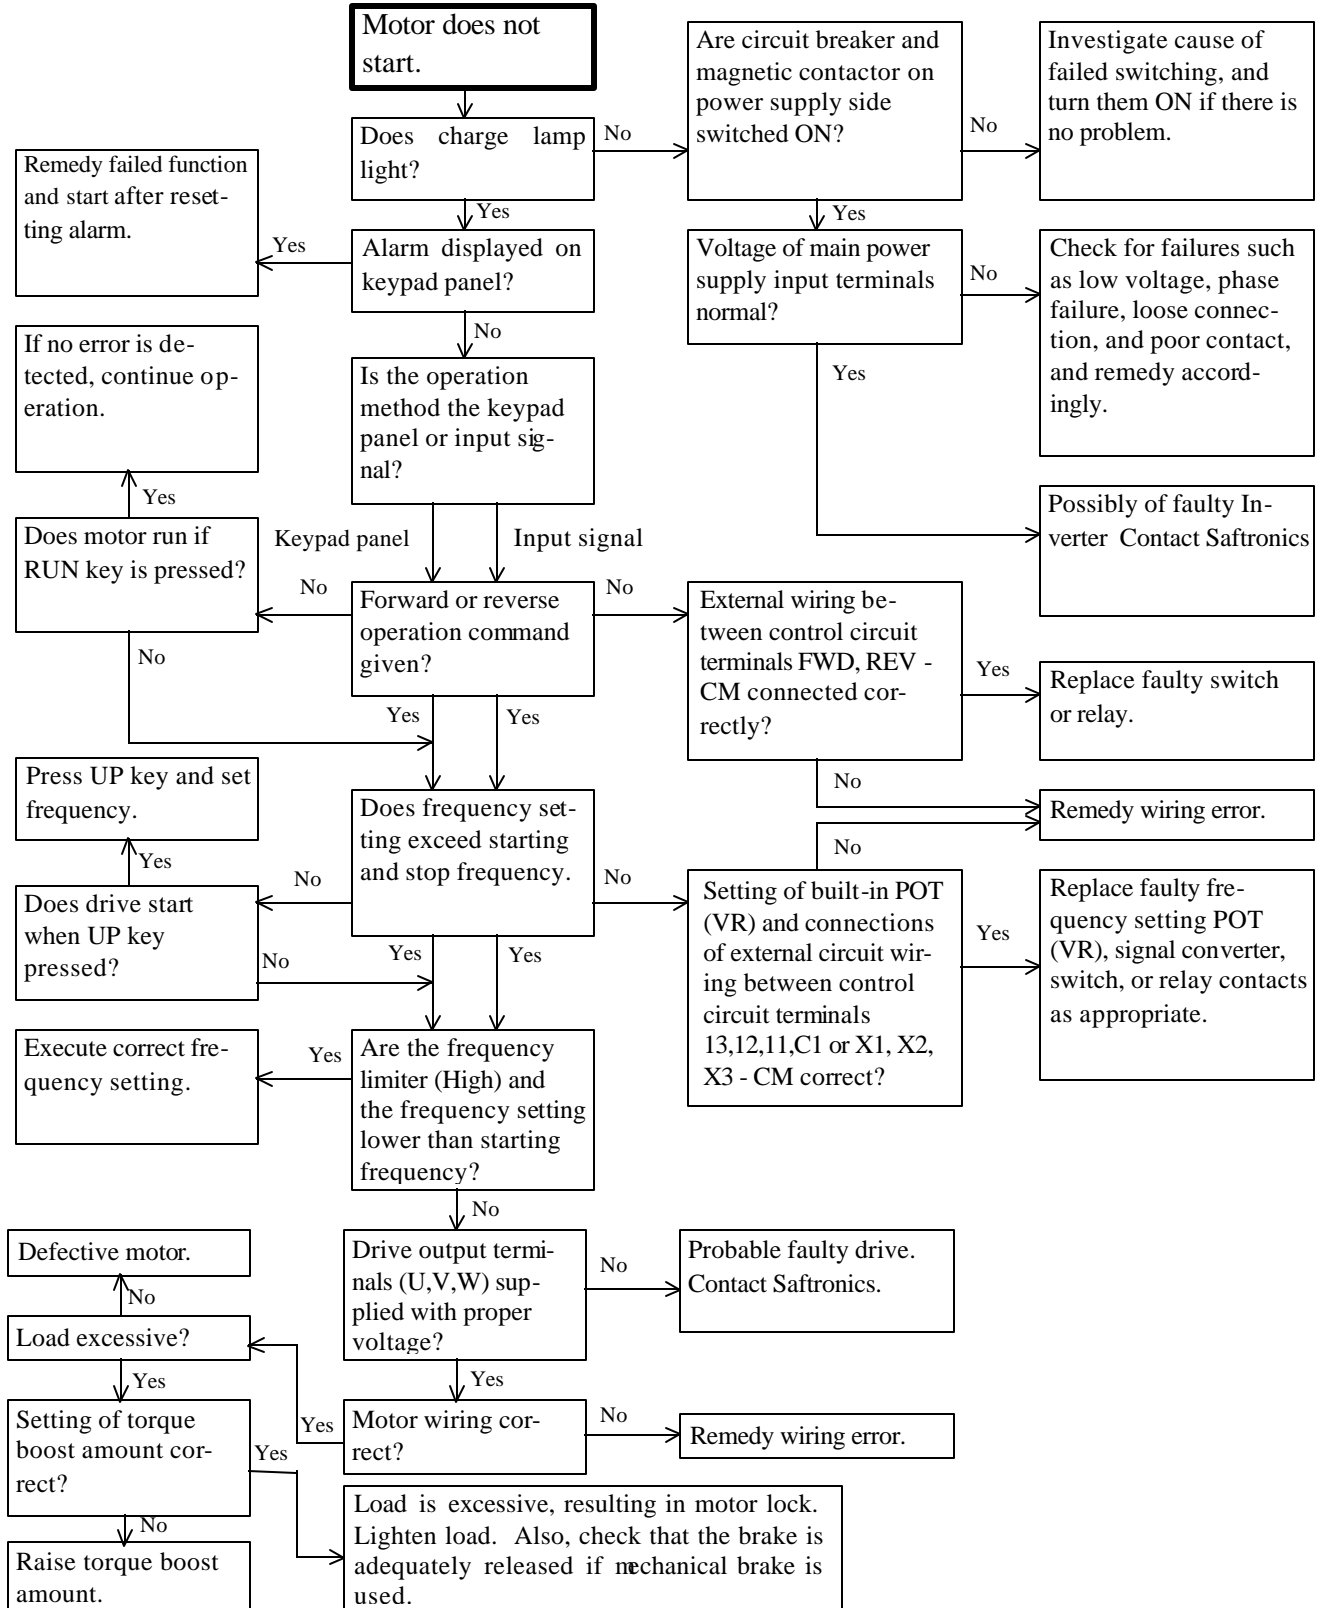 Motor does not
start.
Are circuit breaker and
magnetic contactor on
power supply side
switched ON?
Investigate cause of
failed switching, and
turn them ON if there is
no problem.
No
Does charge lamp
light?
No
Yes
Yes
Remedy failed function
and start after reset-
ting alarm.
Yes
Alarm displayed on
keypad panel?
Voltage of main power
supply input terminals
normal?
No
Check for failures such
as low voltage, phase
failure, loose connec-
tion, and poor contact,
and remedy accord-
ingly.
No
Yes
If no error is de-
tected, continue op-
eration.
Is the operation
method the keypad
panel or input sig-
nal?
Yes
Possibly of faulty In-
verter Contact Saftronics
Does motor run if
RUN key is pressed?
Keypad panel
Input signal
No
Forward or reverse
operation command
given?
No
External wiring be-
tween control circuit
terminals FWD, REV -
CM connected cor-
rectly?
Yes
Replace faulty switch
or relay.
No
Yes
Yes
No
Remedy wiring error.
Press UP key and set
frequency.
Yes
Does frequency set-
ting exceed starting
and stop frequency.
No
No
No
Does drive start
when UP key
pressed?
No
Yes
Yes
Setting of built-in POT
(VR) and connections
of external circuit wir-
ing between control
circuit terminals
13,12,11,C1 or X1, X2,
X3 - CM correct?
Yes
Replace faulty fre-
quency setting POT
(VR), signal converter,
switch, or relay contacts
as appropriate.
Execute correct fre-
quency setting.
Yes
Are the frequency
limiter (High) and
the frequency setting
lower than starting
frequency?
No
Drive output termi-
nals (U,V,W) sup-
plied with proper
voltage?
No
Probable faulty drive.
Contact Saftronics.
Defective motor.
No
Load excessive?
Yes
Yes
Setting of torque
boost amount cor-
rect?
Yes
Yes
Motor wiring cor-
rect?
No
Remedy wiring error.
No
Raise torque boost
amount.
Load is excessive, resulting in motor lock.
Lighten load. Also, check that the brake is
adequately released if mechanical brake is
used.